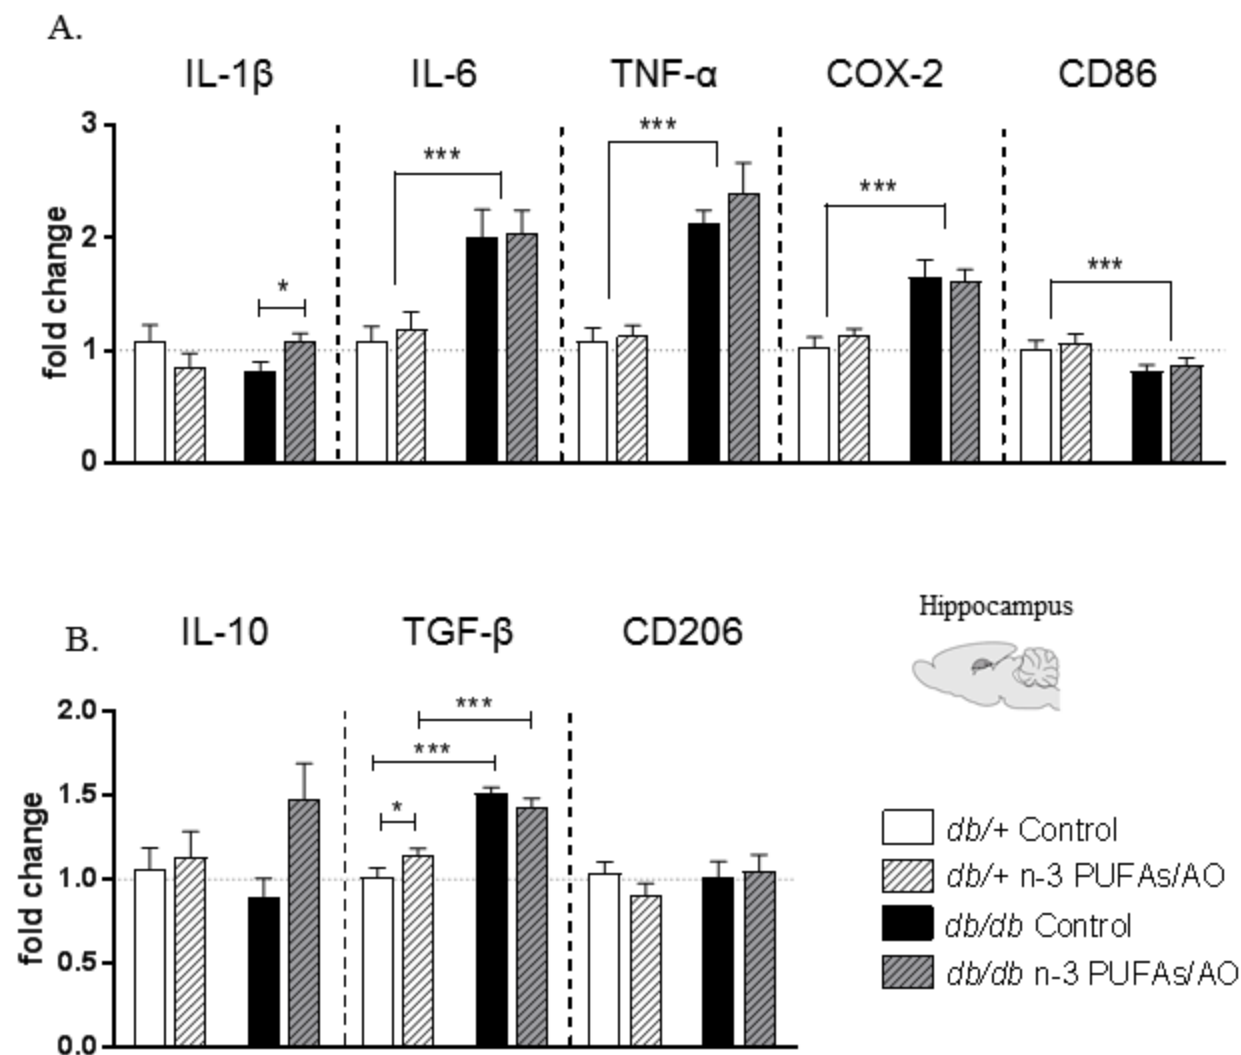 A.
IL-1β IL-6 TNF-α COX-2 CD86
***
***
***
***
*
3
2
1
0
fold change
Hippocampus
B.
IL-10 TGF-β CD206
***
***
*
2.0
1.5
1.0
0.5
0.0
fold change
db/+ Control
db/+ n-3 PUFAs/AO
db/db Control
db/db n-3 PUFAs/AO